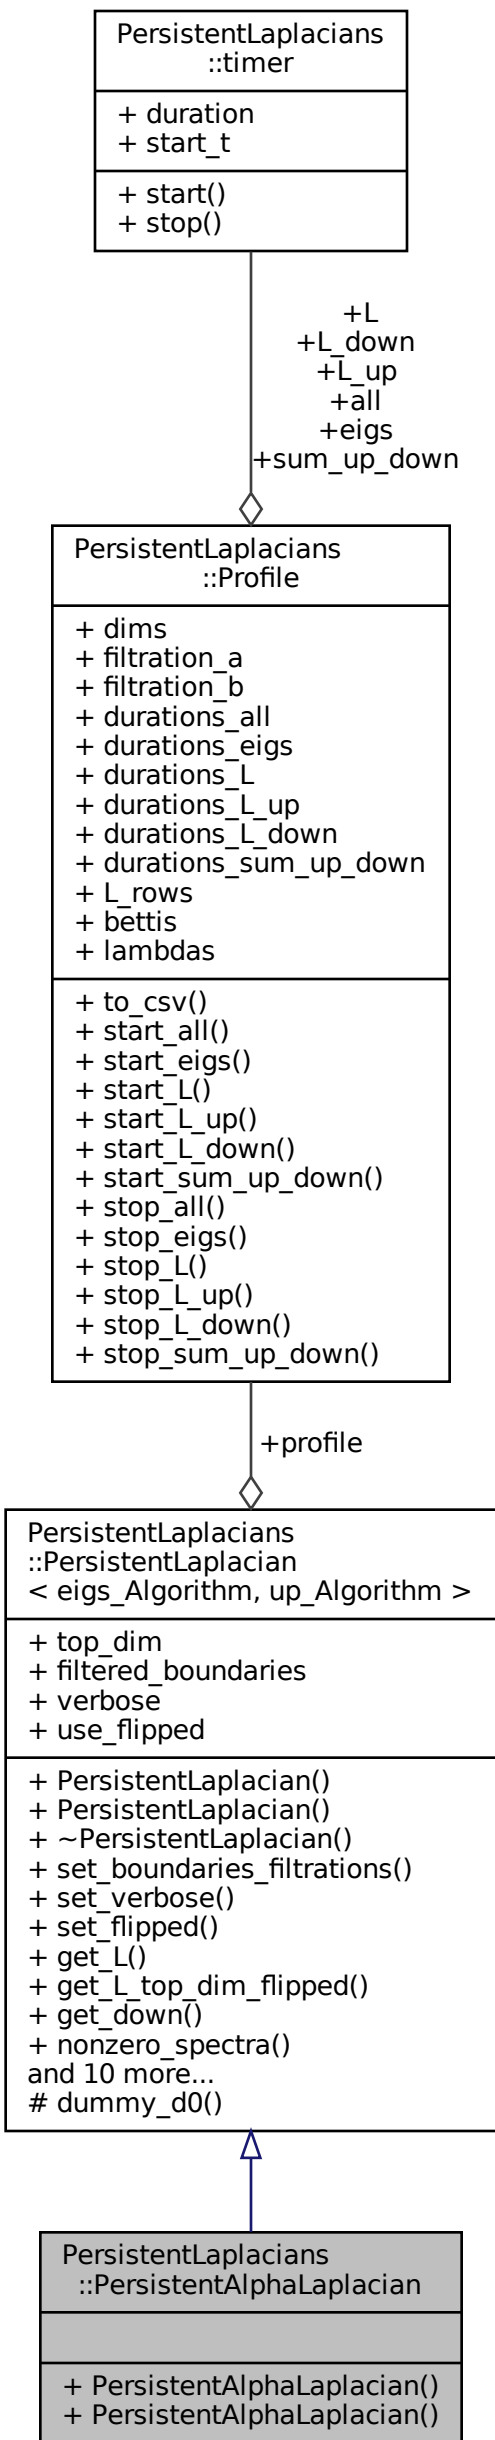 PersistentLaplacians
::timer
+ duration
+ start_t
+ start()
+ stop()
+L
+L_down
+L_up
+all
+eigs
+sum_up_down
PersistentLaplacians
::Profile
+ dims
+ filtration_a
+ filtration_b
+ durations_all
+ durations_eigs
+ durations_L
+ durations_L_up
+ durations_L_down
+ durations_sum_up_down
+ L_rows
+ bettis
+ lambdas
+ to_csv()
+ start_all()
+ start_eigs()
+ start_L()
+ start_L_up()
+ start_L_down()
+ start_sum_up_down()
+ stop_all()
+ stop_eigs()
+ stop_L()
+ stop_L_up()
+ stop_L_down()
+ stop_sum_up_down()
+profile
PersistentLaplacians
::PersistentLaplacian
< eigs_Algorithm, up_Algorithm >
+ top_dim
+ filtered_boundaries
+ verbose
+ use_flipped
+ PersistentLaplacian()
+ PersistentLaplacian()
+ ~PersistentLaplacian()
+ set_boundaries_filtrations()
+ set_verbose()
+ set_flipped()
+ get_L()
+ get_L_top_dim_flipped()
+ get_down()
+ nonzero_spectra()
and 10 more...
# dummy_d0()
PersistentLaplacians
::PersistentAlphaLaplacian
+ PersistentAlphaLaplacian()
+ PersistentAlphaLaplacian()